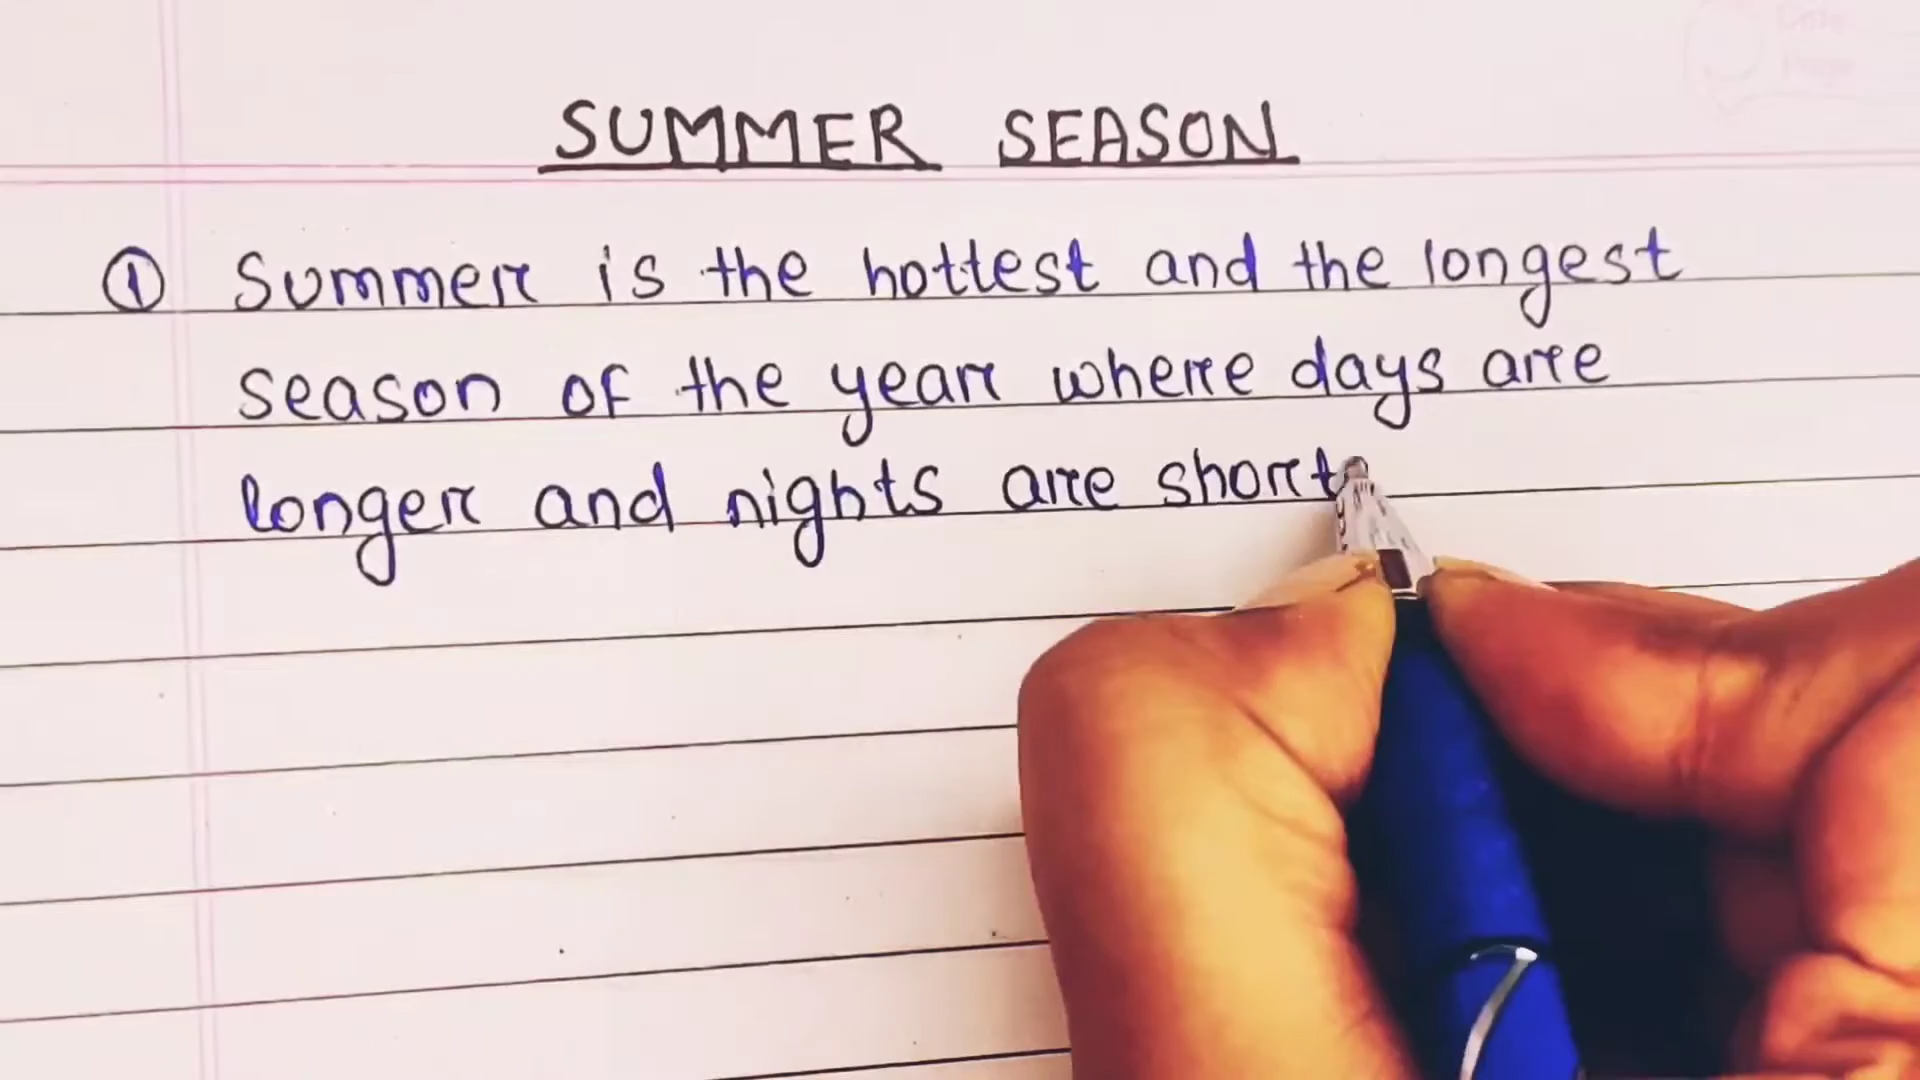 SUMMER SEASON
① Summer is the hottest and the longest
season of the year where days are
longer and nights are short